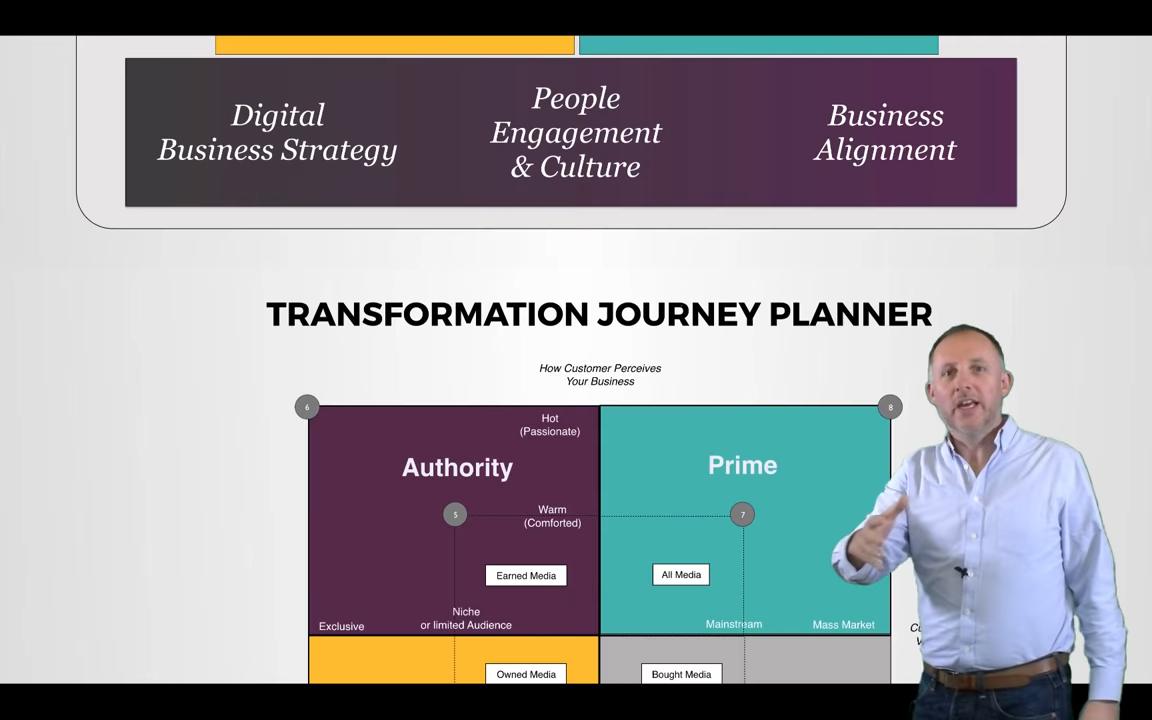 Digital
Business Strategy
People
Engagement
& Culture
Business
Alignment
TRANSFORMATION JOURNEY PLANNER
How Customer Perceives
Your Business
6
8
Hot
(Passionate)
Authority
Prime
5
Warm
(Comforted)
7
Earned Media
All Media
Exclusive
Niche
or limited Audience
Mainstream
Mass Market
Owned Media
Bought Media